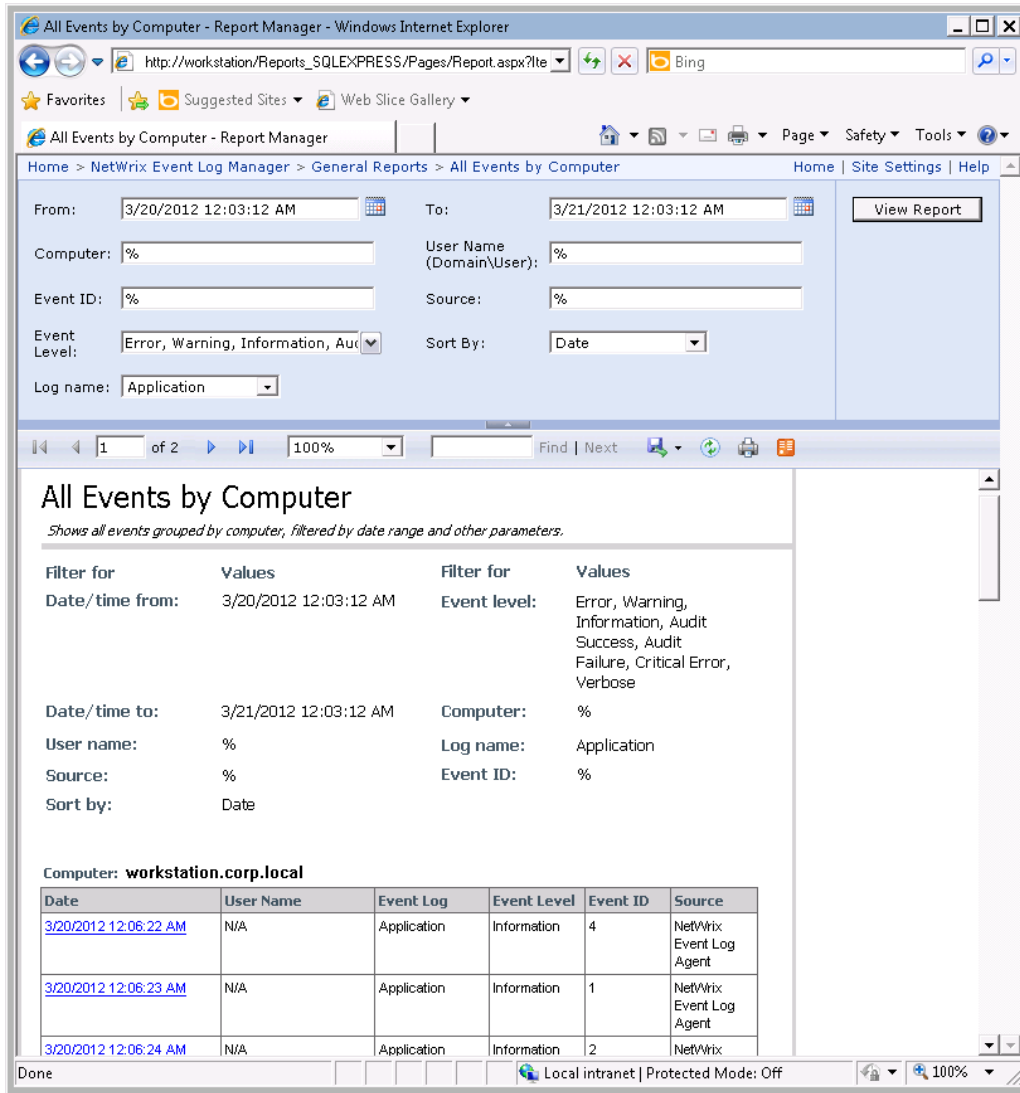 All Events by Computer - Report Manager - Windows Internet Explorer
http://workstation/Reports_SQLEXPRESS/Pages/Report.aspx?Ite
Bing
Favorites
Suggested Sites
Web Slice Gallery
All Events by Computer - Report Manager
Page
Safety
Tools
Home > NetWrix Event Log Manager > General Reports > All Events by Computer
Home | Site Settings | Help
From: 3/20/2012 12:03:12 AM
To: 3/21/2012 12:03:12 AM
View Report
Computer: %
User Name
(Domain\User): %
Event ID: %
Source: %
Event
Level: Error, Warning, Information, Auc
Sort By: Date
Log name: Application
1 of 2
100%
Find | Next
All Events by Computer
Shows all events grouped by computer, filtered by date range and other parameters.
Filter for Values Filter for Values
Date/time from: 3/20/2012 12:03:12 AM Event level: Error, Warning,
Information, Audit
Success, Audit
Failure, Critical Error,
Verbose
Date/time to: 3/21/2012 12:03:12 AM Computer: %
User name: % Log name: Application
Source: % Event ID: %
Sort by: Date
Computer: workstation.corp.local
Date User Name Event Log Event Level Event ID Source
3/20/2012 12:06:22 AM N/A Application Information 4 NetWrix
Event Log
Agent
3/20/2012 12:06:23 AM N/A Application Information 1 NetWrix
Event Log
Agent
3/20/2012 12:06:24 AM N/A Application Information 2 NetWrix
Done
Local intranet | Protected Mode: Off
100%